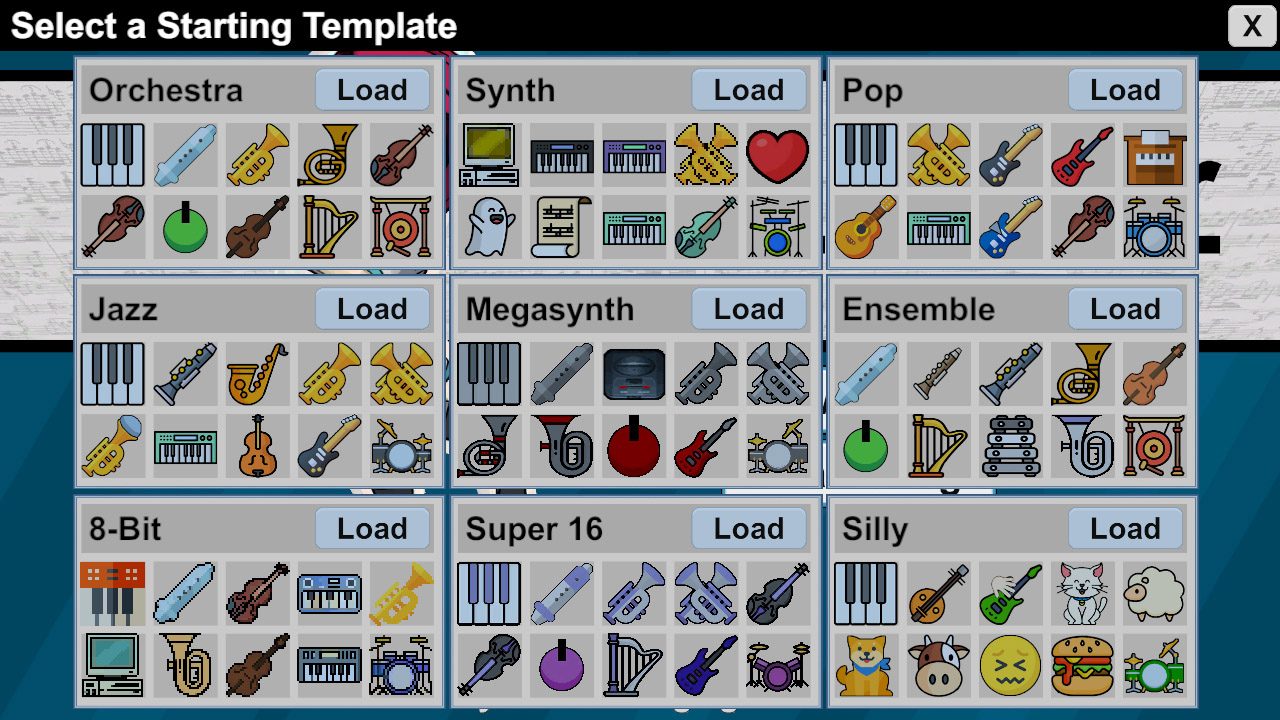 Select a Starting Template
X
Orchestra Load
Synth Load
Pop Load
Jazz Load
Megasynth Load
Ensemble Load
8-Bit Load
Super 16 Load
Silly Load